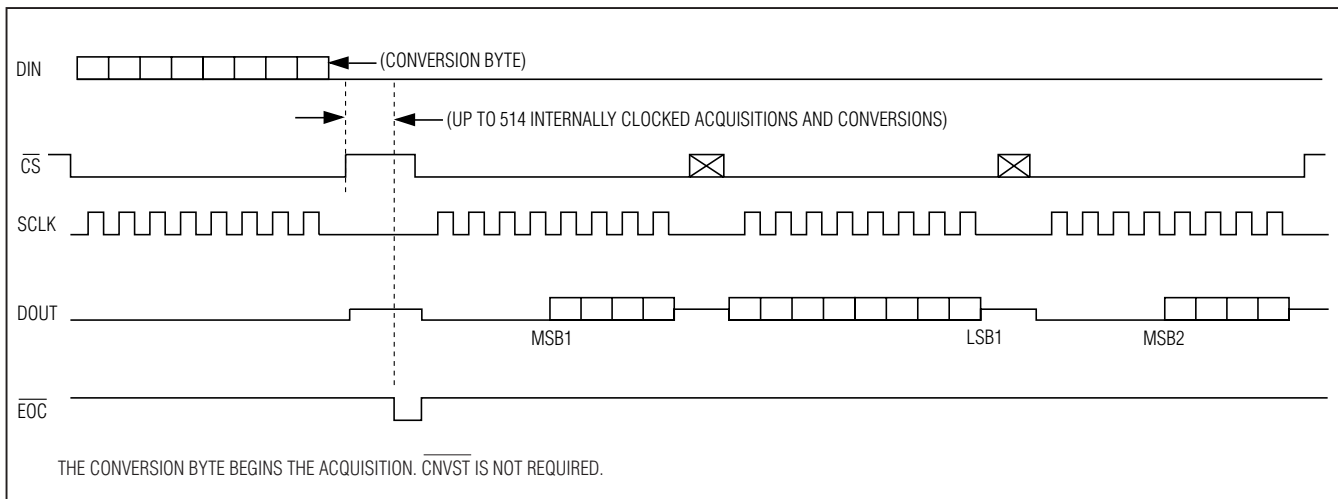 DIN
(CONVERSION BYTE)
(UP TO 514 INTERNALLY CLOCKED ACQUISITIONS AND CONVERSIONS)
CS
SCLK
DOUT
MSB1
LSB1
MSB2
EOC
THE CONVERSION BYTE BEGINS THE ACQUISITION. CNVST IS NOT REQUIRED.